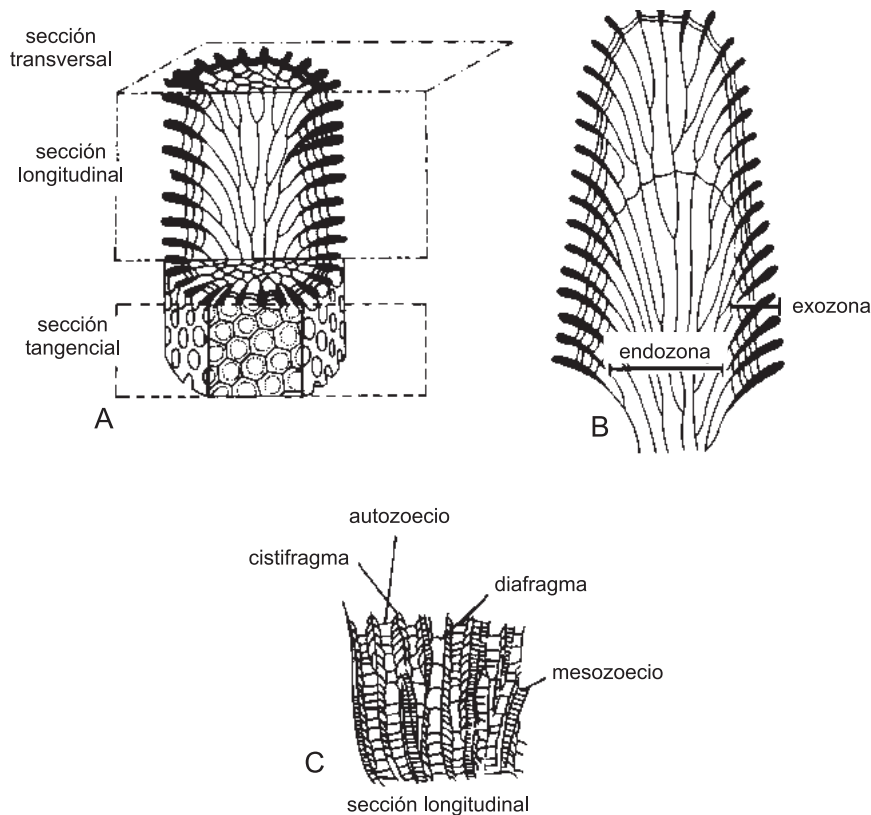 sección
transversal
sección
longitudinal
sección
tangencial
A
exozona
endozona
B
autozoecio
cistifragma
diafragma
mesozoecio
C
sección longitudinal